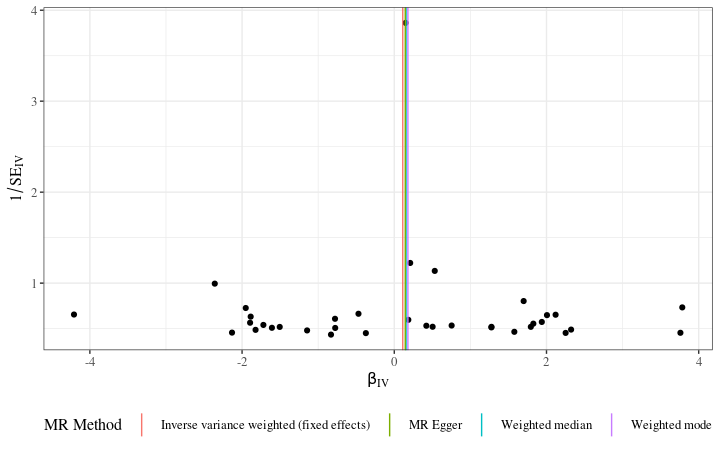 4
3
2
1
1/SE_IV
-4 -2 0 2 4
β_IV
MR Method Inverse variance weighted (fixed effects) MR Egger Weighted median Weighted mode